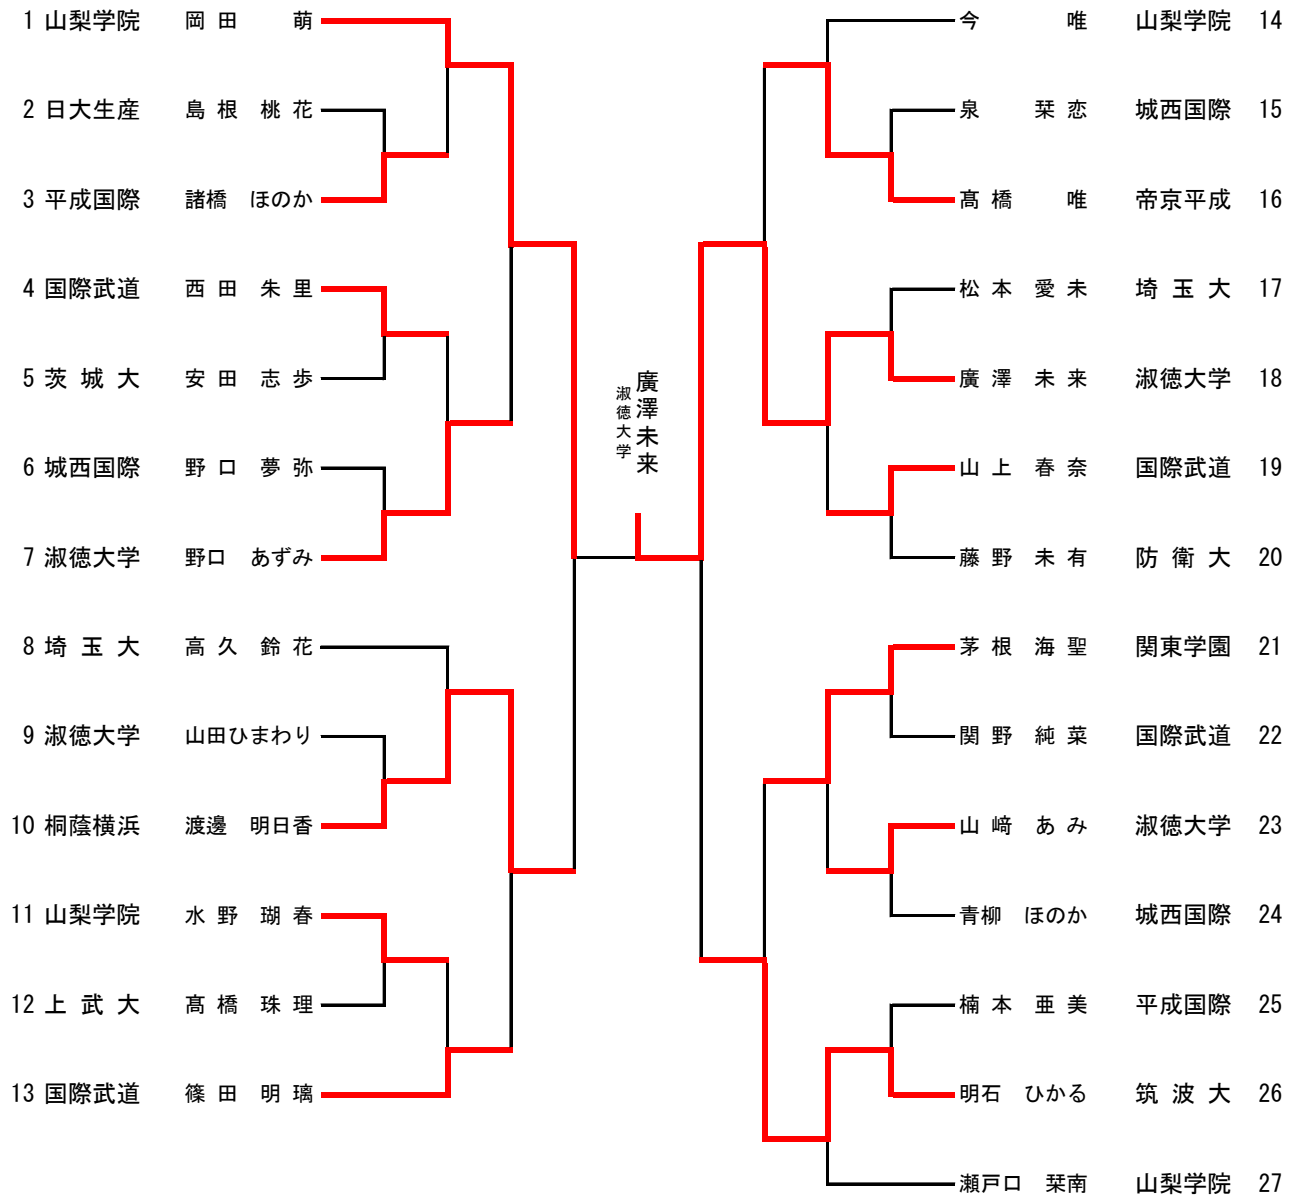 1 山梨学院 岡田 萌
2 日大生産 島根 桃花
3 平成国際 諸橋 ほのか
4 国際武道 西田 朱里
5 茨城大 安田 志歩
6 城西国際 野口 夢弥
7 淑徳大学 野口 あずみ
8 埼玉大 高久 鈴花
9 淑徳大学 山田ひまわり
10 桐蔭横浜 渡邊 明日香
11 山梨学院 水野 瑚春
12 上武大 髙橋 珠理
13 国際武道 篠田 明璃
廣澤未来
淑徳大学
今 唯 山梨学院 14
泉 栞恋 城西国際 15
髙橋 唯 帝京平成 16
松本 愛未 埼玉大 17
廣澤 未来 淑徳大学 18
山上 春奈 国際武道 19
藤野 未有 防衛大 20
茅根 海聖 関東学園 21
関野 純菜 国際武道 22
山﨑 あみ 淑徳大学 23
青柳 ほのか 城西国際 24
楠本 亜美 平成国際 25
明石 ひかる 筑波大 26
瀬戸口 栞南 山梨学院 27